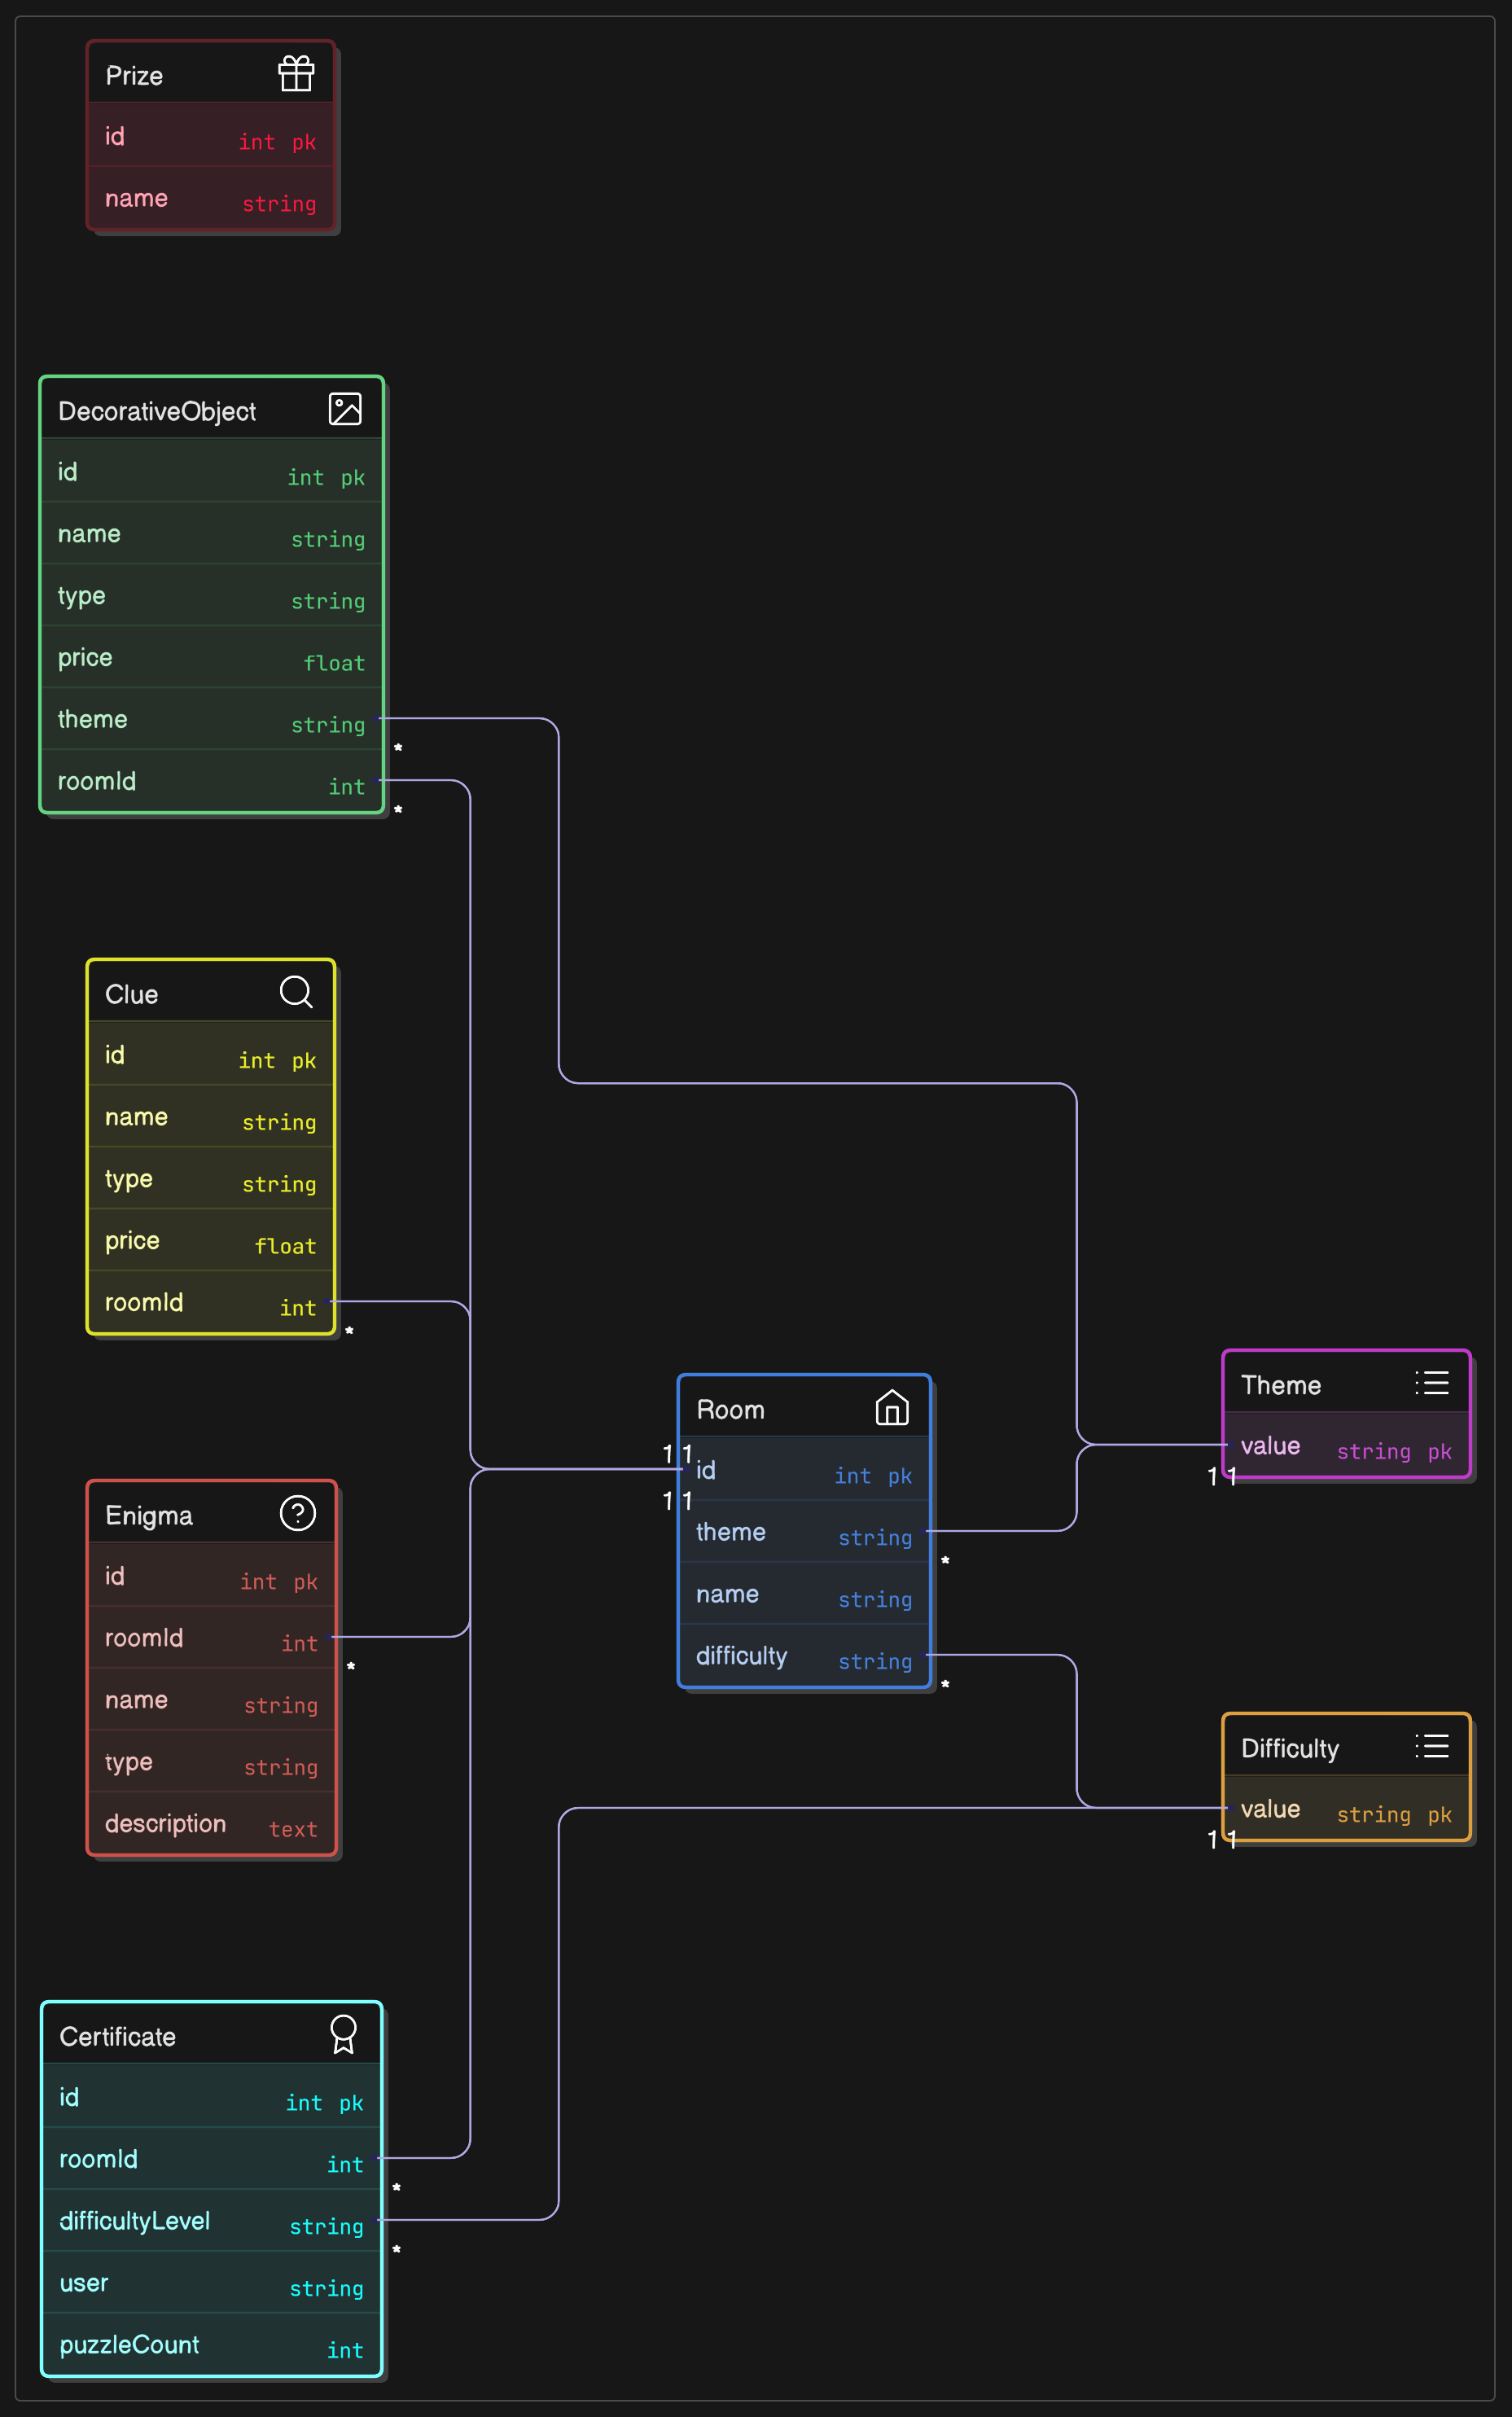 Prize
id int pk
name string
DecorativeObject
id int pk
name string
type string
price float
theme string
*
roomId int
*
Clue
id int pk
name string
type string
price float
roomId int
*
Enigma
id int pk
roomId int
*
name string
type string
description text
Certificate
id int pk
roomId int
*
difficultyLevel string
*
user string
puzzleCount int
Room
1 1
id int pk
1 1
theme string
*
name string
difficulty string
*
Theme
value string pk
1 1
Difficulty
value string pk
1 1